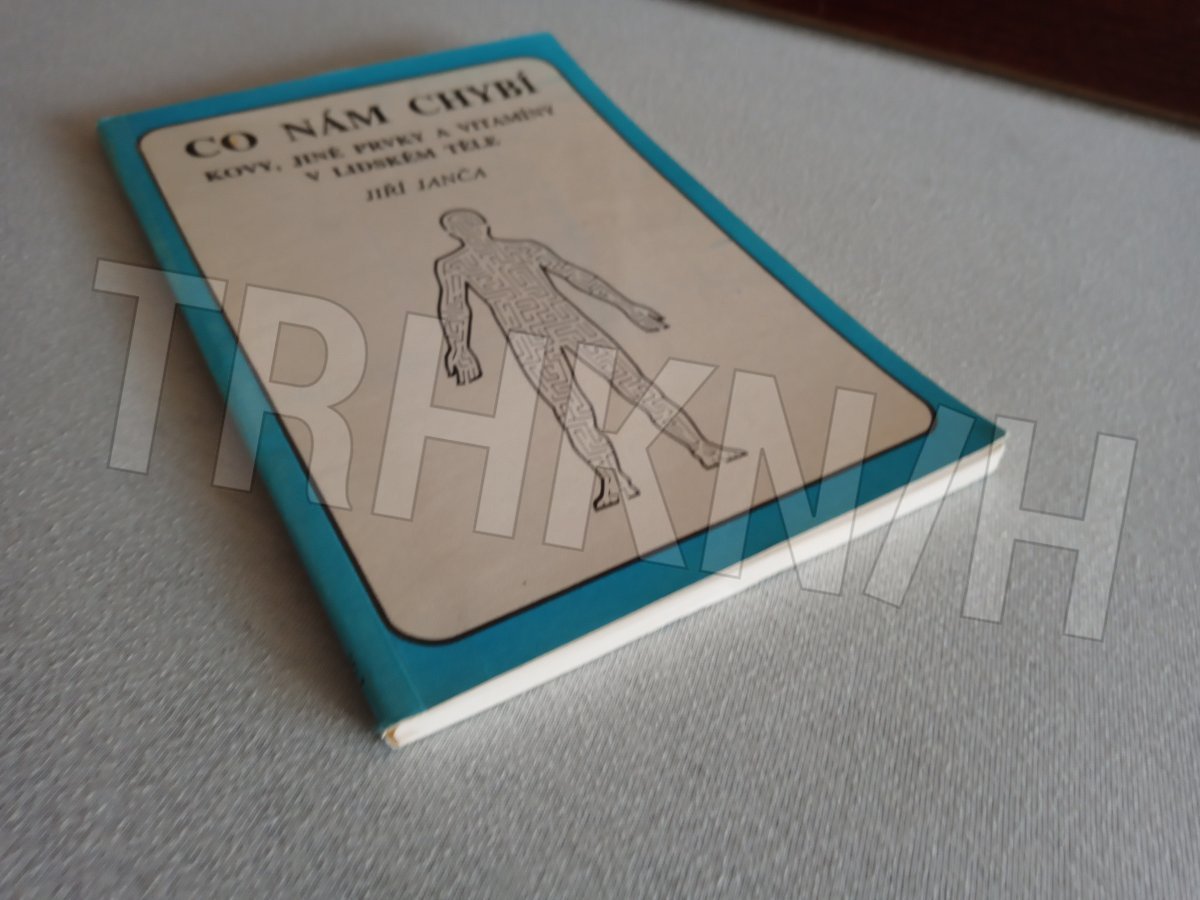 CO NÁM CHYBÍ
KOVY, JINÉ PRVKY A VITAMÍNY
V LIDSKÉM TĚLE
JIŘÍ JANČA
TRHKNIH